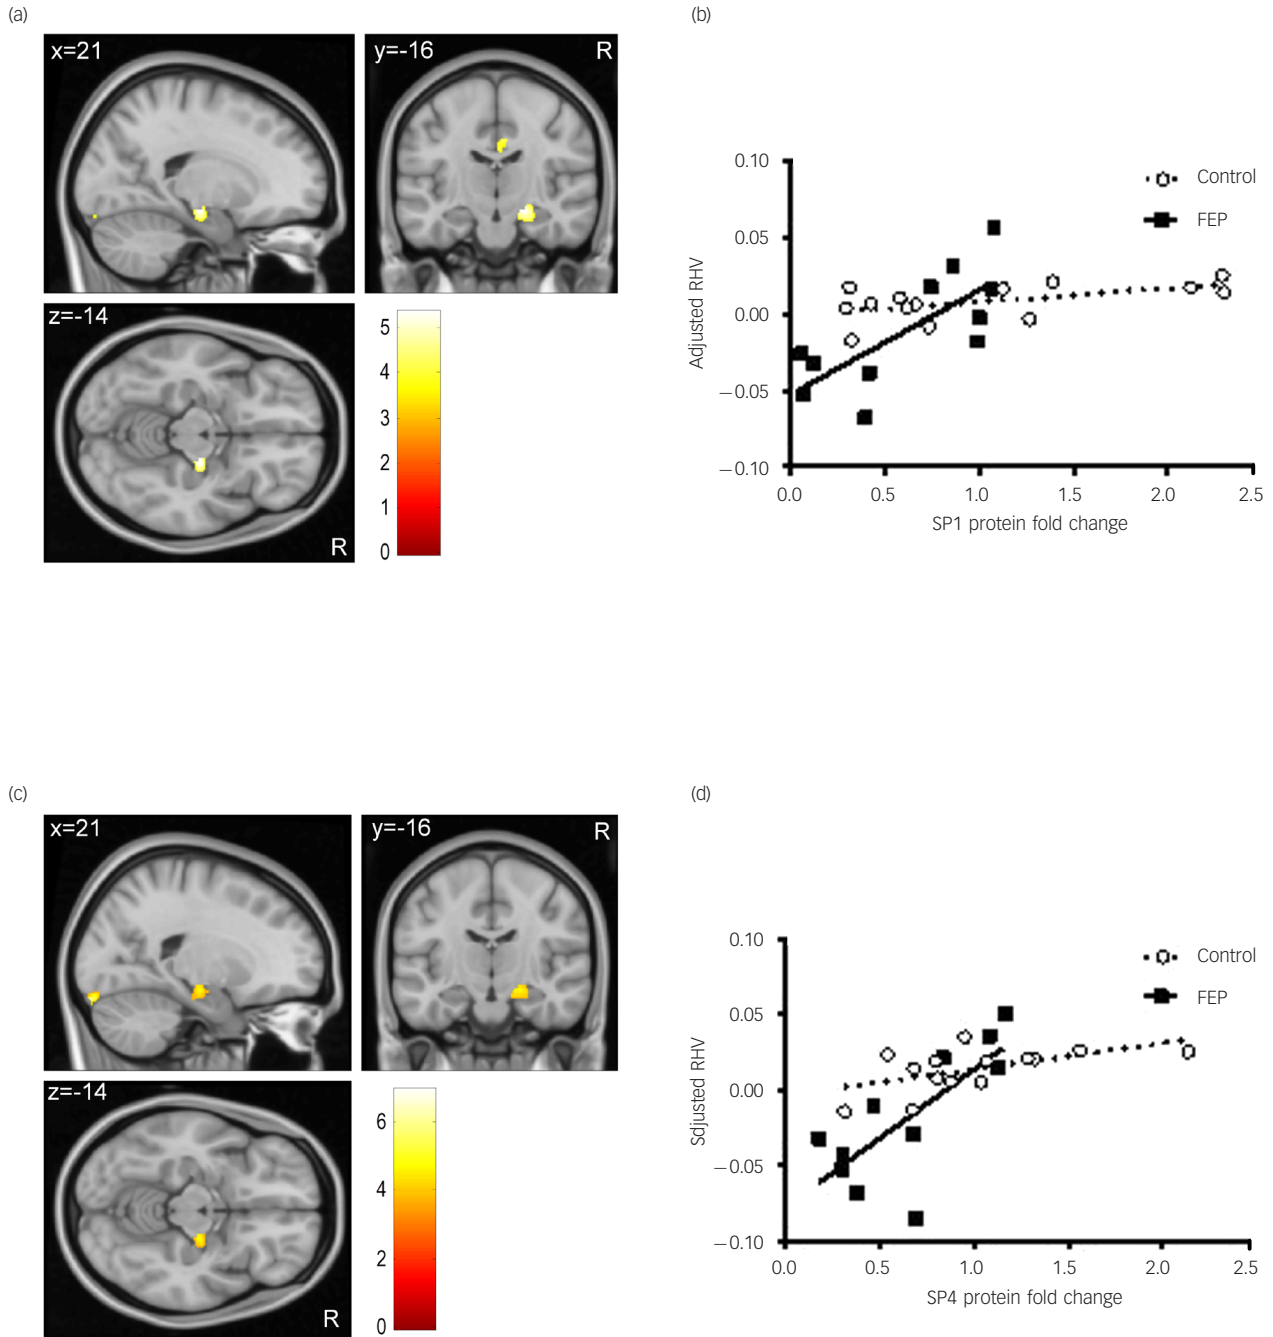 (a)
x=21
y=-16
R
z=-14
R
5
4
3
2
1
0
(b)
0.10
0.05
0.00
−0.05
−0.10
Adjusted RHV
Control
FEP
0.0
0.5
1.0
1.5
2.0
2.5
SP1 protein fold change
(c)
x=21
y=-16
R
z=-14
R
6
4
2
0
(d)
0.10
0.05
0.00
−0.05
−0.10
Sdjusted RHV
Control
FEP
0.0
0.5
1.0
1.5
2.0
2.5
SP4 protein fold change